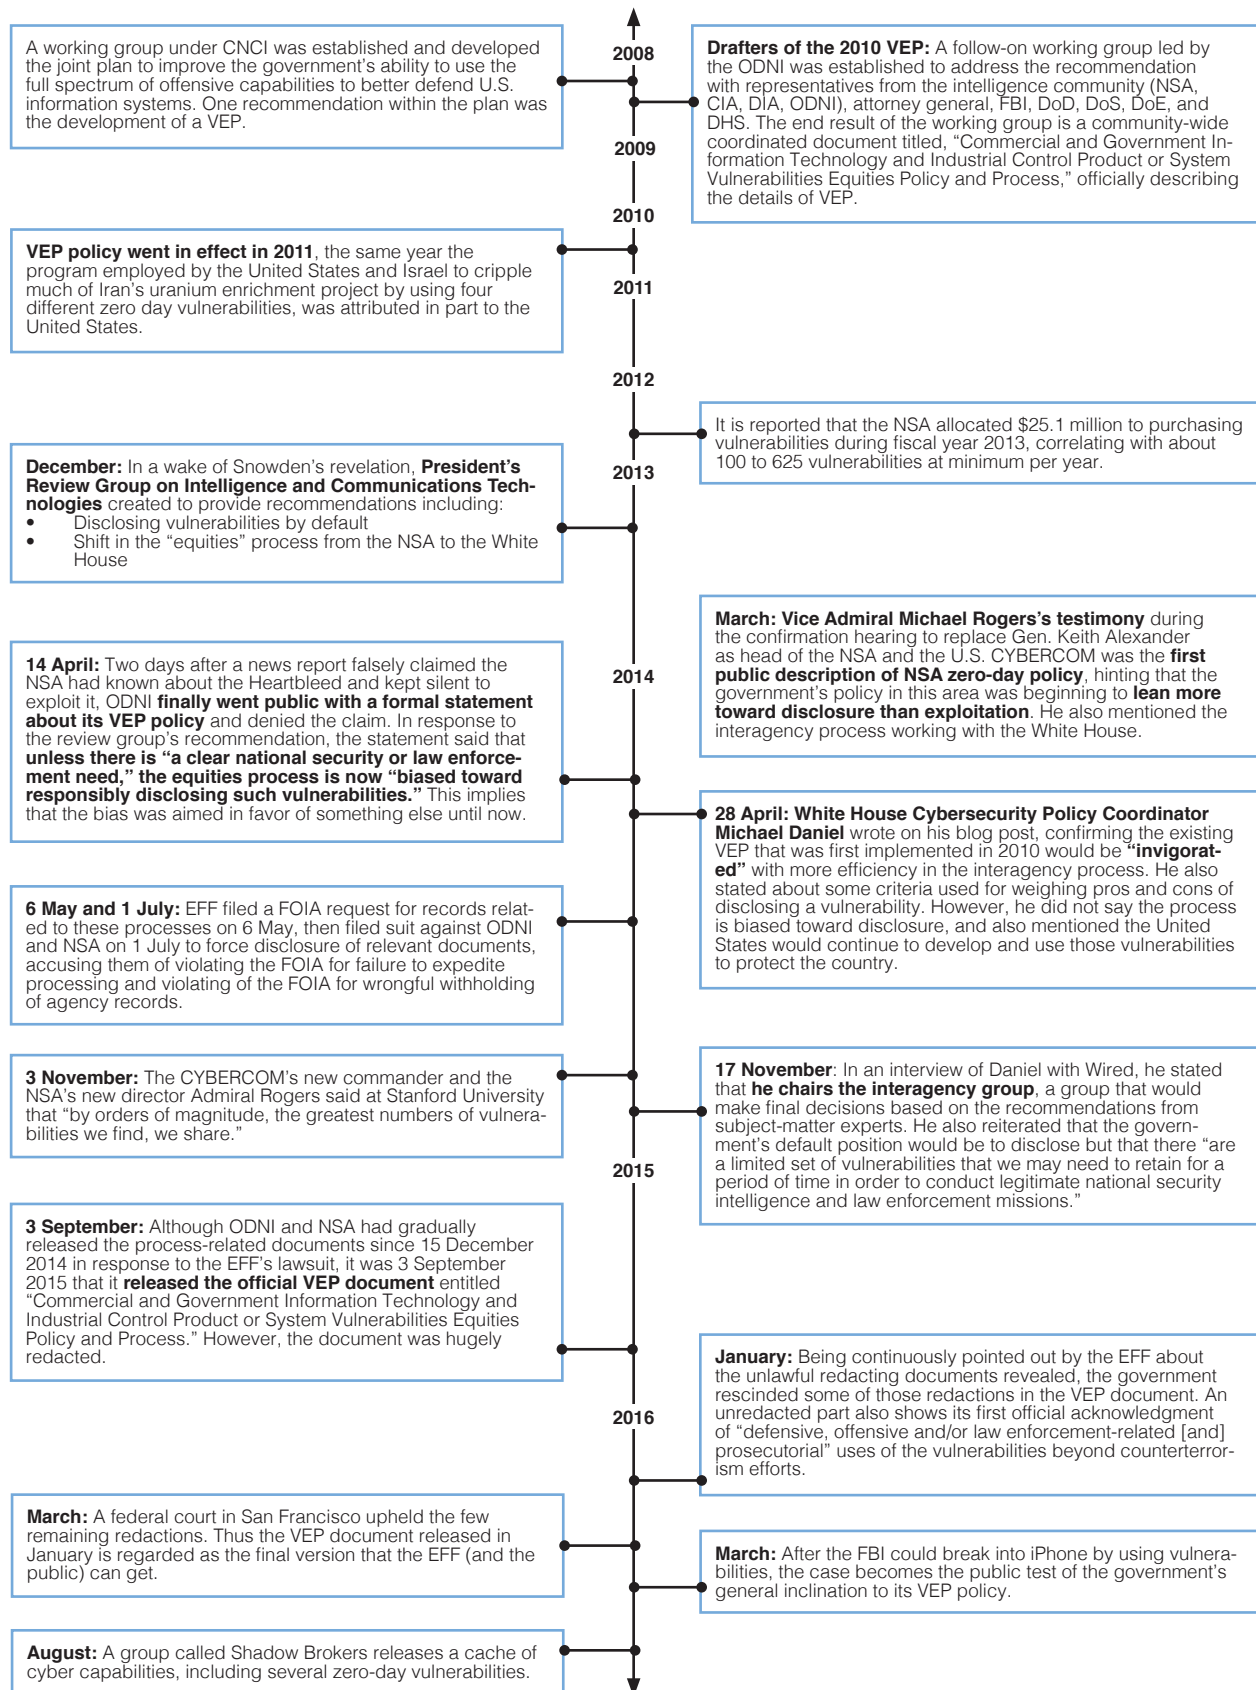 2008
A working group under CNCI was established and developed
the joint plan to improve the government’s ability to use the
full spectrum of offensive capabilities to better defend U.S.
information systems. One recommendation within the plan was
the development of a VEP.
Drafters of the 2010 VEP: A follow-on working group led by
the ODNI was established to address the recommendation
with representatives from the intelligence community (NSA,
CIA, DIA, ODNI), attorney general, FBI, DoD, DoS, DoE, and
DHS. The end result of the working group is a community-wide
coordinated document titled, “Commercial and Government In-
formation Technology and Industrial Control Product or System
Vulnerabilities Equities Policy and Process,” officially describing
the details of VEP.
2009
2010
VEP policy went in effect in 2011, the same year the
program employed by the United States and Israel to cripple
much of Iran’s uranium enrichment project by using four
different zero day vulnerabilities, was attributed in part to the
United States.
2011
2012
It is reported that the NSA allocated $25.1 million to purchasing
vulnerabilities during fiscal year 2013, correlating with about
100 to 625 vulnerabilities at minimum per year.
2013
December: In a wake of Snowden’s revelation, President’s
Review Group on Intelligence and Communications Tech-
nologies created to provide recommendations including:
• Disclosing vulnerabilities by default
• Shift in the “equities” process from the NSA to the White
House
March: Vice Admiral Michael Rogers’s testimony during
the confirmation hearing to replace Gen. Keith Alexander
as head of the NSA and the U.S. CYBERCOM was the first
public description of NSA zero-day policy, hinting that the
government’s policy in this area was beginning to lean more
toward disclosure than exploitation. He also mentioned the
interagency process working with the White House.
2014
14 April: Two days after a news report falsely claimed the
NSA had known about the Heartbleed and kept silent to
exploit it, ODNI finally went public with a formal statement
about its VEP policy and denied the claim. In response to
the review group’s recommendation, the statement said that
unless there is “a clear national security or law enforce-
ment need,” the equities process is now “biased toward
responsibly disclosing such vulnerabilities.” This implies
that the bias was aimed in favor of something else until now.
28 April: White House Cybersecurity Policy Coordinator
Michael Daniel wrote on his blog post, confirming the existing
VEP that was first implemented in 2010 would be “invigorat-
ed” with more efficiency in the interagency process. He also
stated about some criteria used for weighing pros and cons of
disclosing a vulnerability. However, he did not say the process
is biased toward disclosure, and also mentioned the United
States would continue to develop and use those vulnerabilities
to protect the country.
6 May and 1 July: EFF filed a FOIA request for records relat-
ed to these processes on 6 May, then filed suit against ODNI
and NSA on 1 July to force disclosure of relevant documents,
accusing them of violating the FOIA for failure to expedite
processing and violating of the FOIA for wrongful withholding
of agency records.
3 November: The CYBERCOM’s new commander and the
NSA’s new director Admiral Rogers said at Stanford University
that “by orders of magnitude, the greatest numbers of vulnera-
bilities we find, we share.”
17 November: In an interview of Daniel with Wired, he stated
that he chairs the interagency group, a group that would
make final decisions based on the recommendations from
subject-matter experts. He also reiterated that the govern-
ment’s default position would be to disclose but that there “are
a limited set of vulnerabilities that we may need to retain for a
period of time in order to conduct legitimate national security
intelligence and law enforcement missions.”
2015
3 September: Although ODNI and NSA had gradually
released the process-related documents since 15 December
2014 in response to the EFF’s lawsuit, it was 3 September
2015 that it released the official VEP document entitled
“Commercial and Government Information Technology and
Industrial Control Product or System Vulnerabilities Equities
Policy and Process.” However, the document was hugely
redacted.
2016
January: Being continuously pointed out by the EFF about
the unlawful redacting documents revealed, the government
rescinded some of those redactions in the VEP document. An
unredacted part also shows its first official acknowledgment
of “defensive, offensive and/or law enforcement-related [and]
prosecutorial” uses of the vulnerabilities beyond counterterror-
ism efforts.
March: A federal court in San Francisco upheld the few
remaining redactions. Thus the VEP document released in
January is regarded as the final version that the EFF (and the
public) can get.
March: After the FBI could break into iPhone by using vulnera-
bilities, the case becomes the public test of the government’s
general inclination to its VEP policy.
August: A group called Shadow Brokers releases a cache of
cyber capabilities, including several zero-day vulnerabilities.